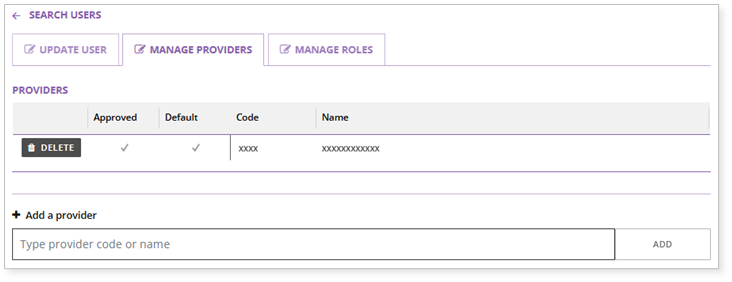 SEARCH USERS
UPDATE USER MANAGE PROVIDERS MANAGE ROLES
PROVIDERS
Approved Default Code Name
DELETE xxxx xxxxxxxxxxxx
Add a provider
Type provider code or name ADD